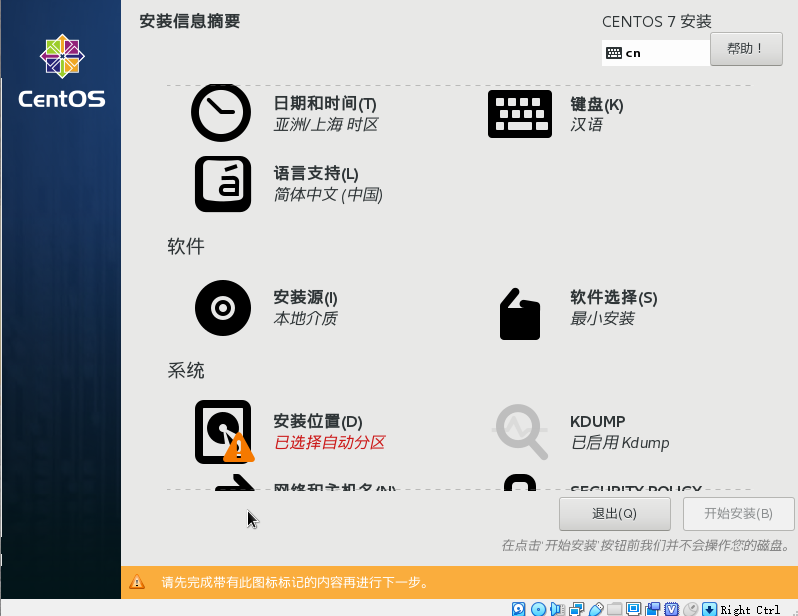 安装信息摘要
CENTOS 7 安装
cn
帮助！
CentOS
日期和时间(T)
亚洲/上海 时区
键盘(K)
汉语
语言支持(L)
简体中文 (中国)
软件
安装源(I)
本地介质
软件选择(S)
最小安装
系统
安装位置(D)
已选择自动分区
KDUMP
已启用 Kdump
网络和主机名(N)
SECURITY POLICY
退出(Q)
开始安装(B)
在点击'开始安装'按钮前我们并不会操作您的磁盘。
请先完成带有此图标标记的内容再进行下一步。
Right Ctrl